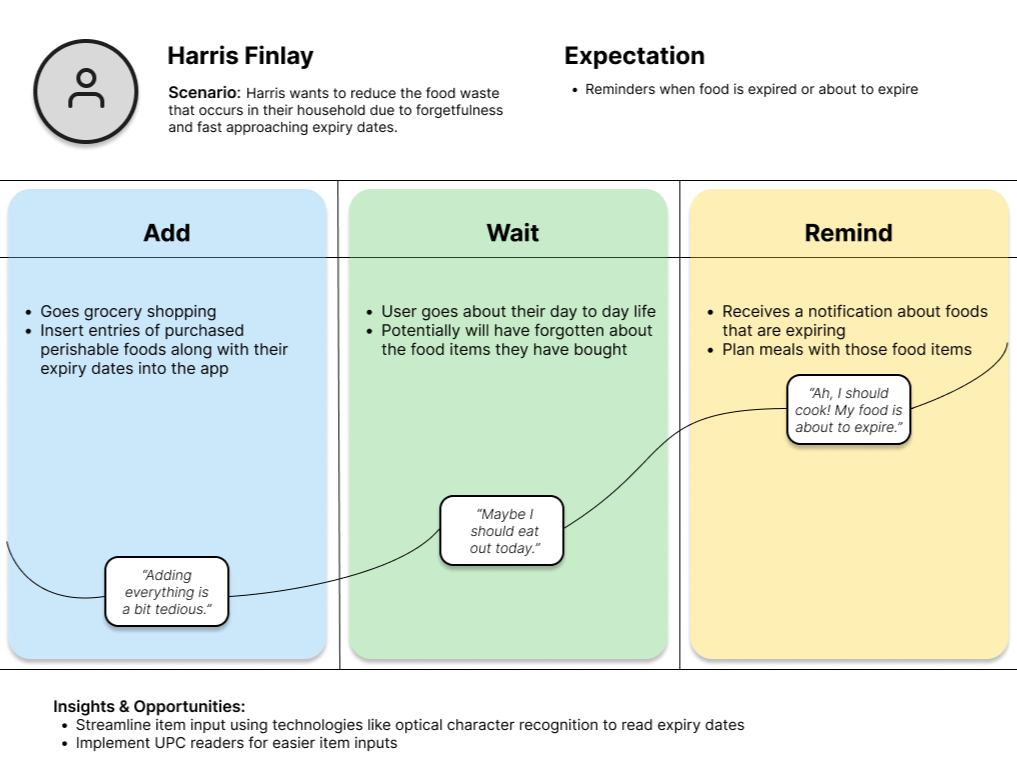 Harris Finlay
Scenario: Harris wants to reduce the food waste
that occurs in their household due to forgetfulness
and fast approaching expiry dates.
Expectation
• Reminders when food is expired or about to expire
Add
• Goes grocery shopping
• Insert entries of purchased
perishable foods along with their
expiry dates into the app
“Adding
everything is
a bit tedious.”
Wait
• User goes about their day to day life
• Potentially will have forgotten about
the food items they have bought
“Maybe I
should eat
out today.”
Remind
• Receives a notification about foods
that are expiring
• Plan meals with those food items
“Ah, I should
cook! My food is
about to expire.”
Insights & Opportunities:
• Streamline item input using technologies like optical character recognition to read expiry dates
• Implement UPC readers for easier item inputs